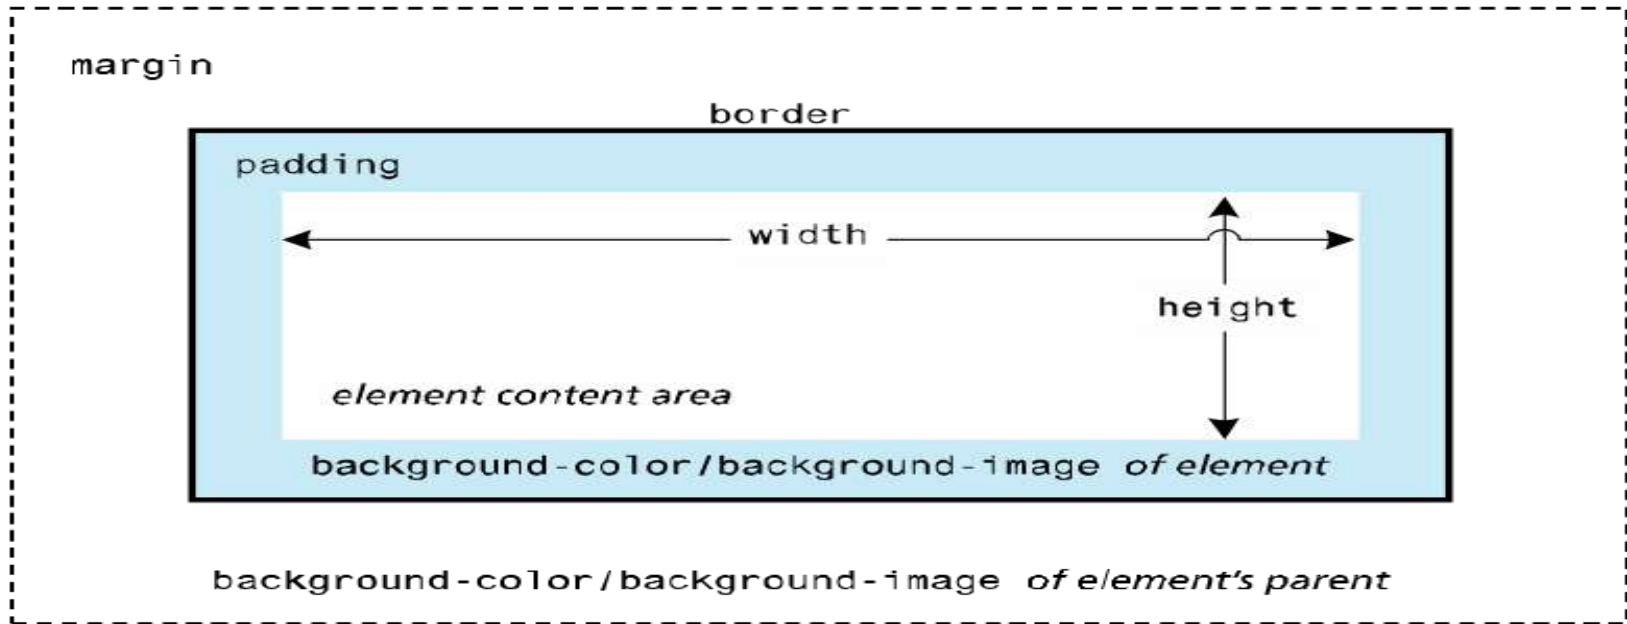 margin
border
padding
width
height
element content area
background-color/background-image of element
background-color/background-image of element's parent